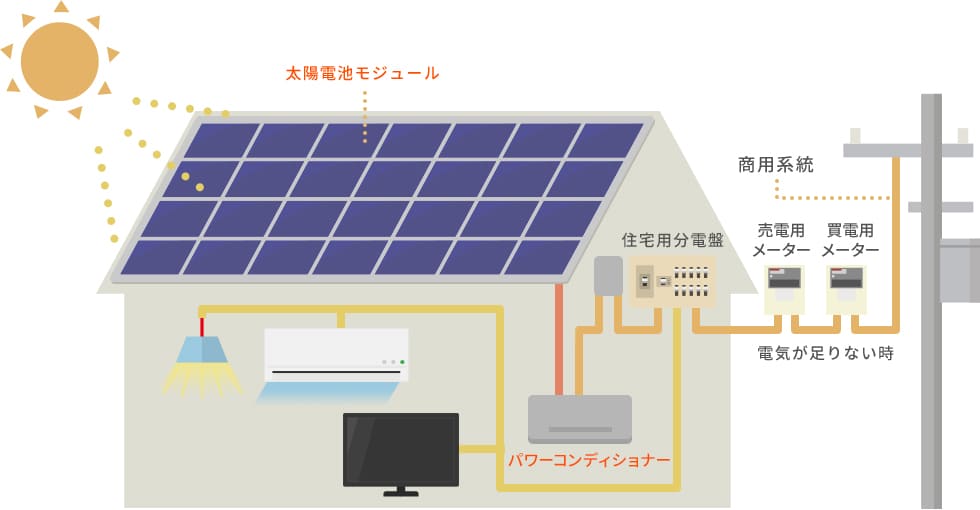 太陽電池モジュール
商用系統
住宅用分電盤
売電用
メーター
買電用
メーター
電気が足りない時
パワーコンディショナー